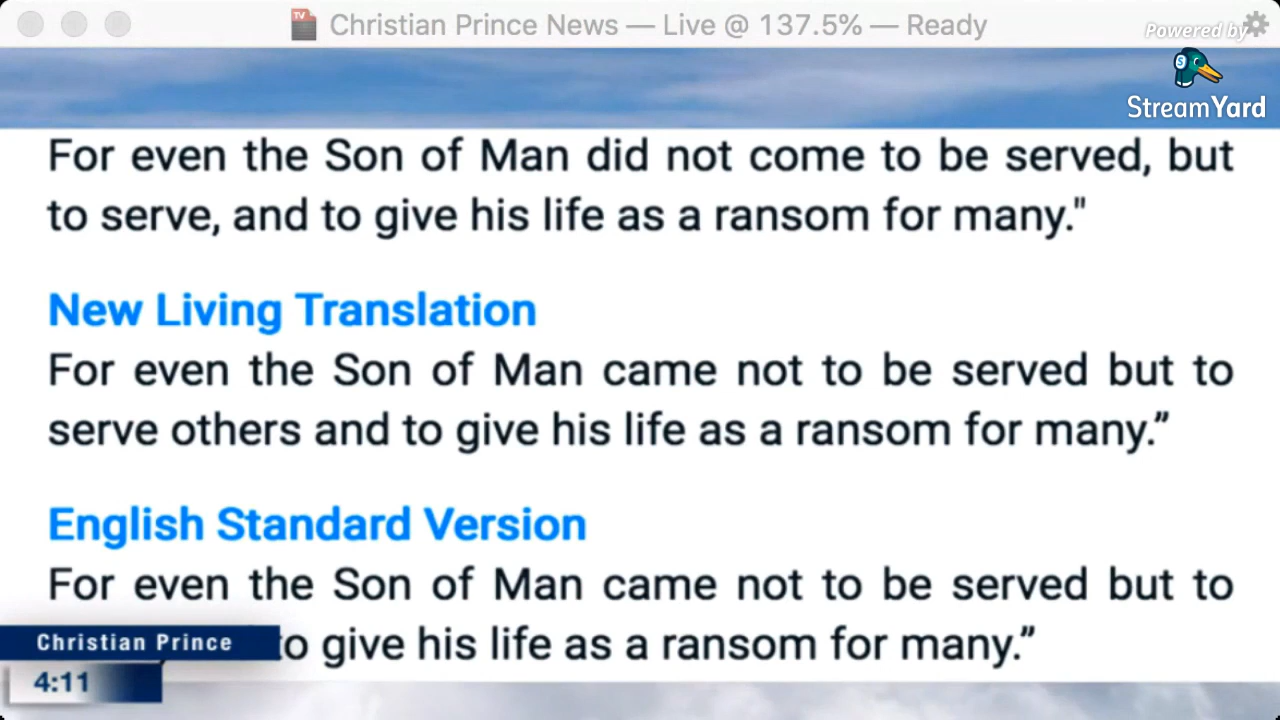 TV
Christian Prince News — Live @ 137.5% — Ready
Powered by
StreamYard
For even the Son of Man did not come to be served, but
to serve, and to give his life as a ransom for many."
New Living Translation
For even the Son of Man came not to be served but to
serve others and to give his life as a ransom for many.”
English Standard Version
For even the Son of Man came not to be served but to
to give his life as a ransom for many.”
Christian Prince
4:11